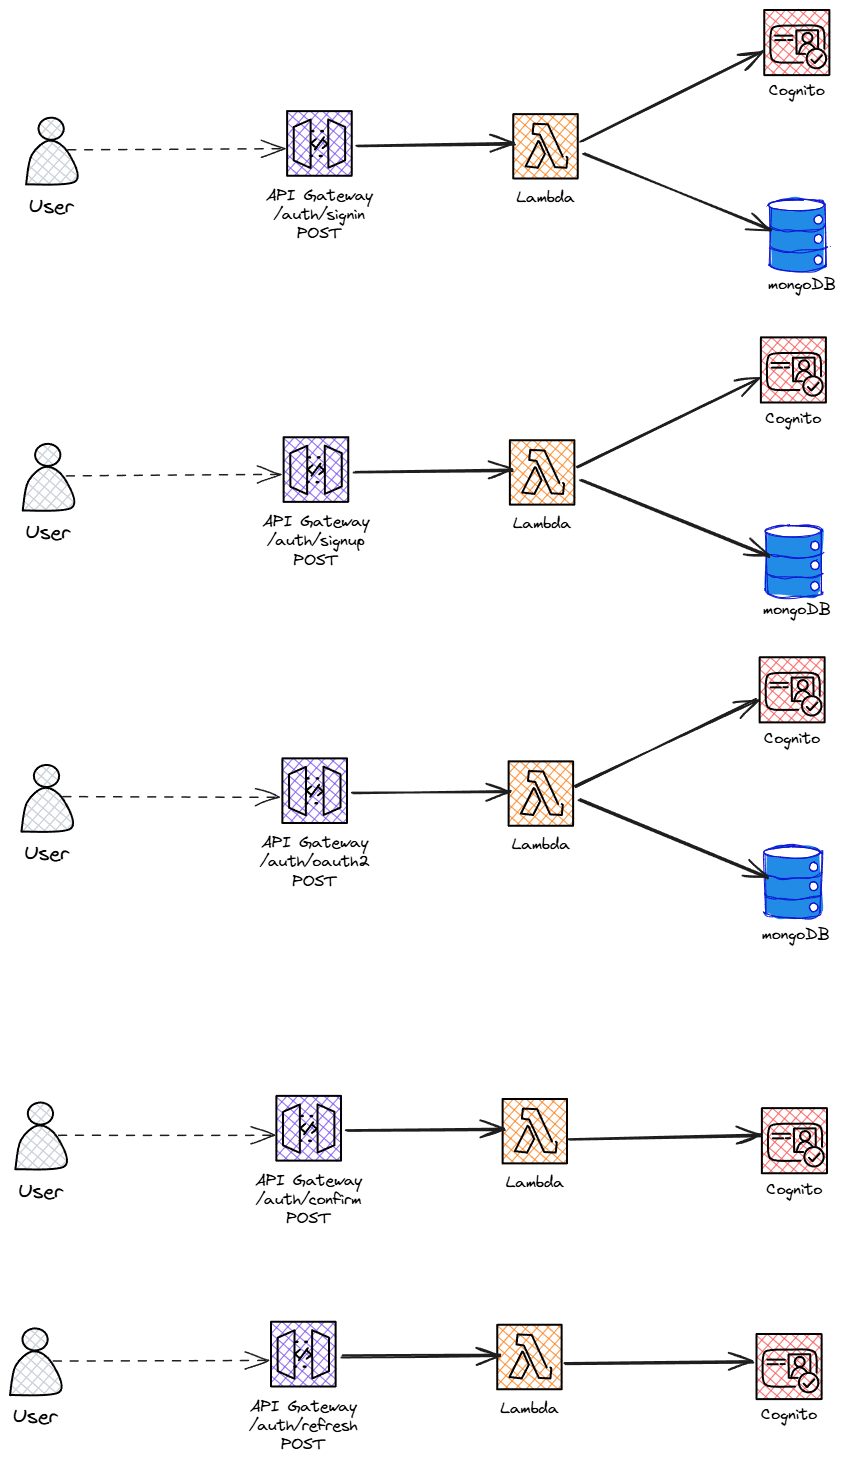 Cognito
User
API Gateway
/auth/signin
POST
Lambda
mongoDB
Cognito
User
API Gateway
/auth/signup
POST
Lambda
mongoDB
Cognito
User
API Gateway
/auth/oauth2
POST
Lambda
mongoDB
User
API Gateway
/auth/confirm
POST
Lambda
Cognito
User
API Gateway
/auth/refresh
POST
Lambda
Cognito